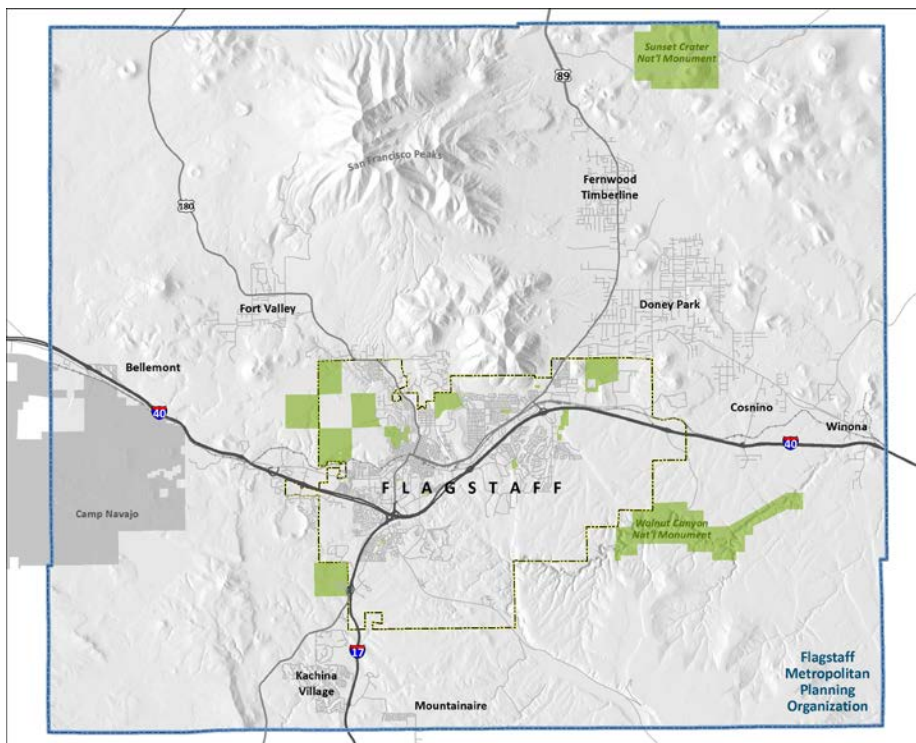 Sunset Crater
Nat'l Monument
89
San Francisco Peaks
Fernwood
Timberline
180
Fort Valley
Doney Park
Bellemont
40
Cosnino
Winona
40
FLAGSTAFF
Camp Navajo
Walnut Canyon
Nat'l Monument
17
Kachina
Village
Mountainaire
Flagstaff
Metropolitan
Planning
Organization